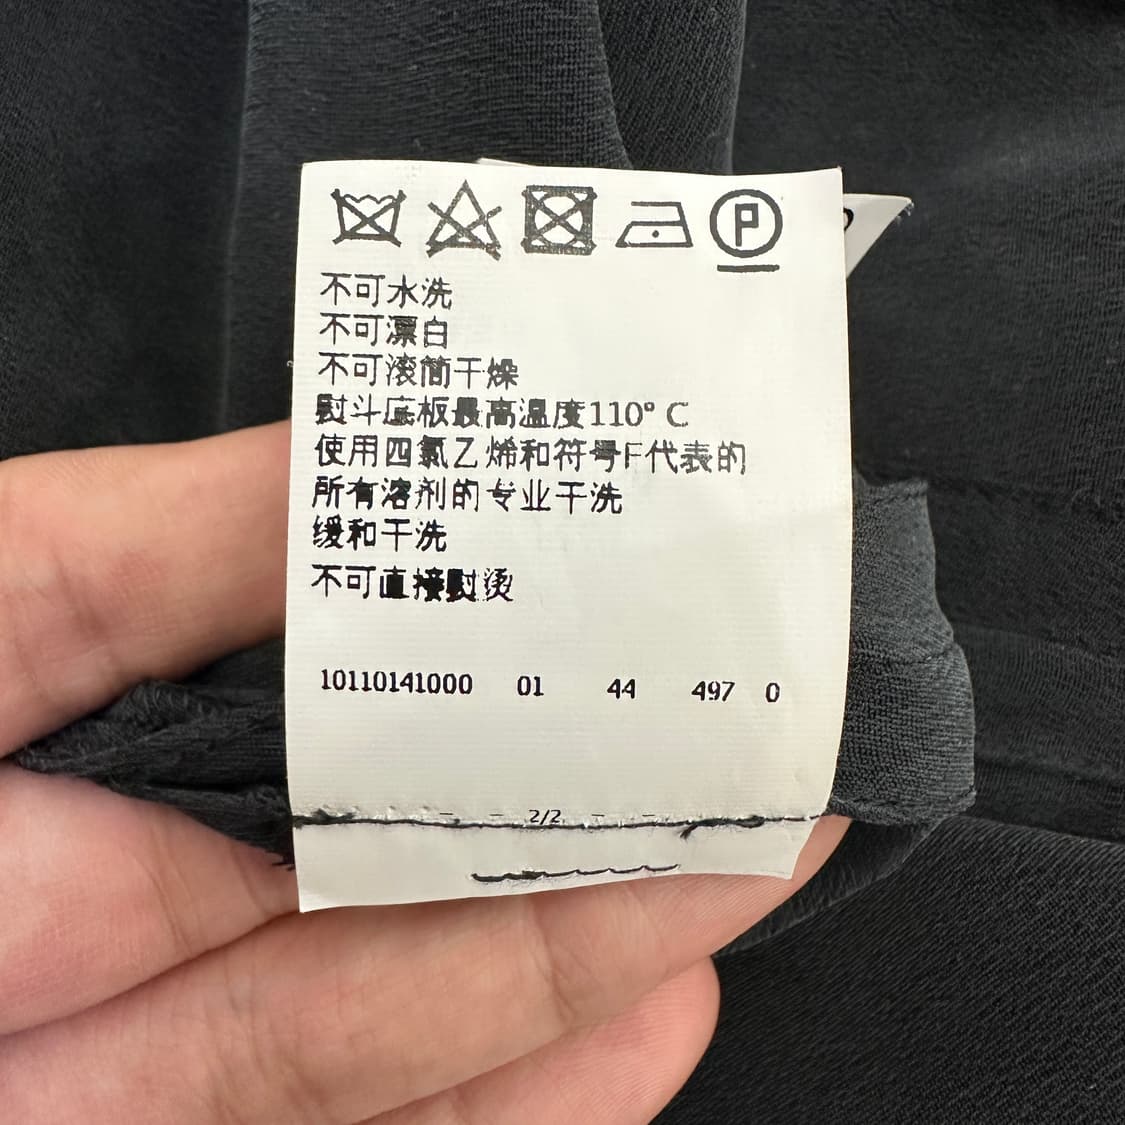 P
不可水洗
不可漂白
不可滚筒干燥
熨斗底板最高温度110° C
使用四氯乙烯和符号F代表的
所有溶剂的专业干洗
缓和干洗
不可直接熨烫
10110141000 01 44 497 0
2/2